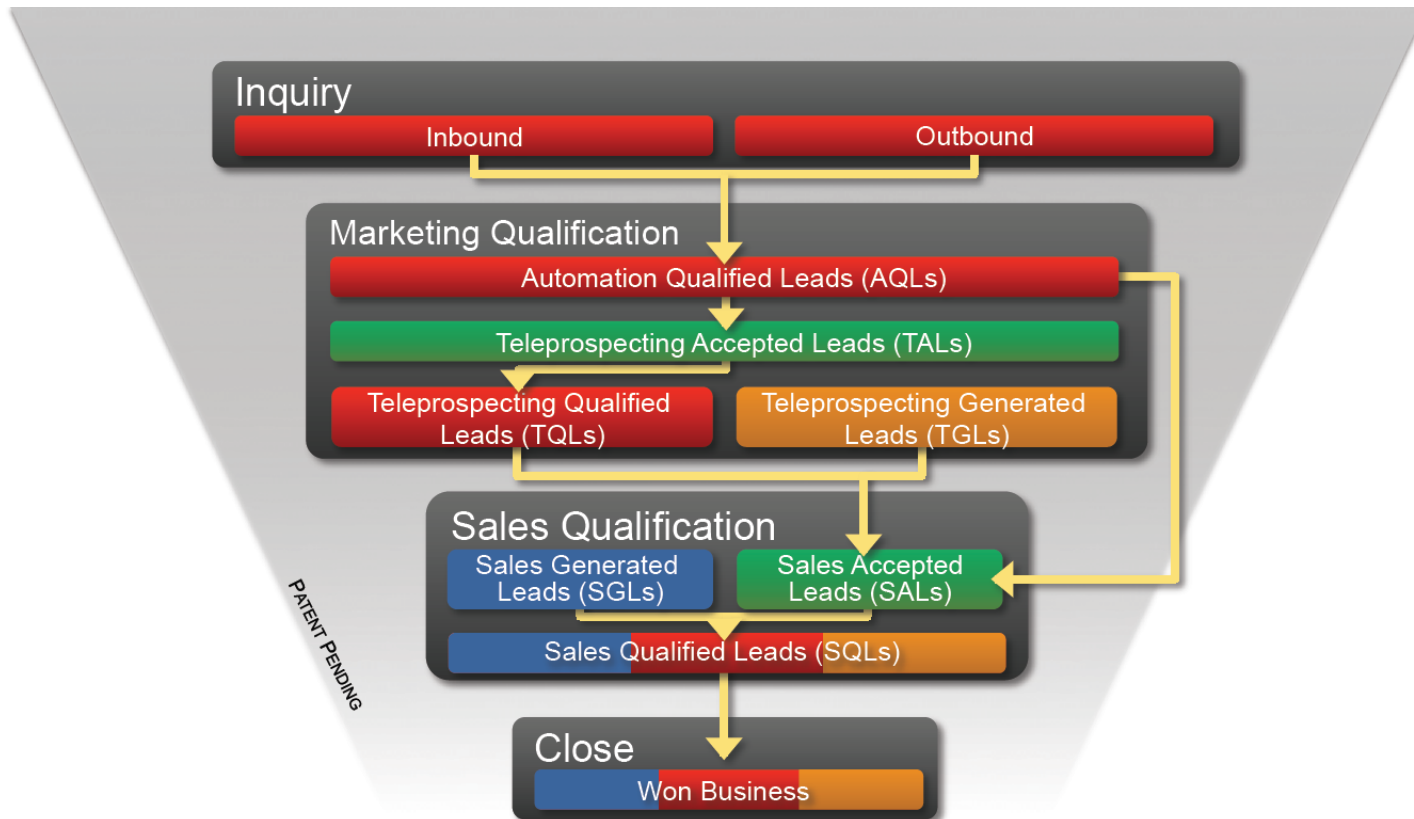 Inquiry
Inbound
Outbound
Marketing Qualification
Automation Qualified Leads (AQLs)
Teleprospecting Accepted Leads (TALs)
Teleprospecting Qualified
Leads (TQLs)
Teleprospecting Generated
Leads (TGLs)
Sales Qualification
Sales Generated
Leads (SGLs)
Sales Accepted
Leads (SALs)
Sales Qualified Leads (SQLs)
PATENT PENDING
Close
Won Business